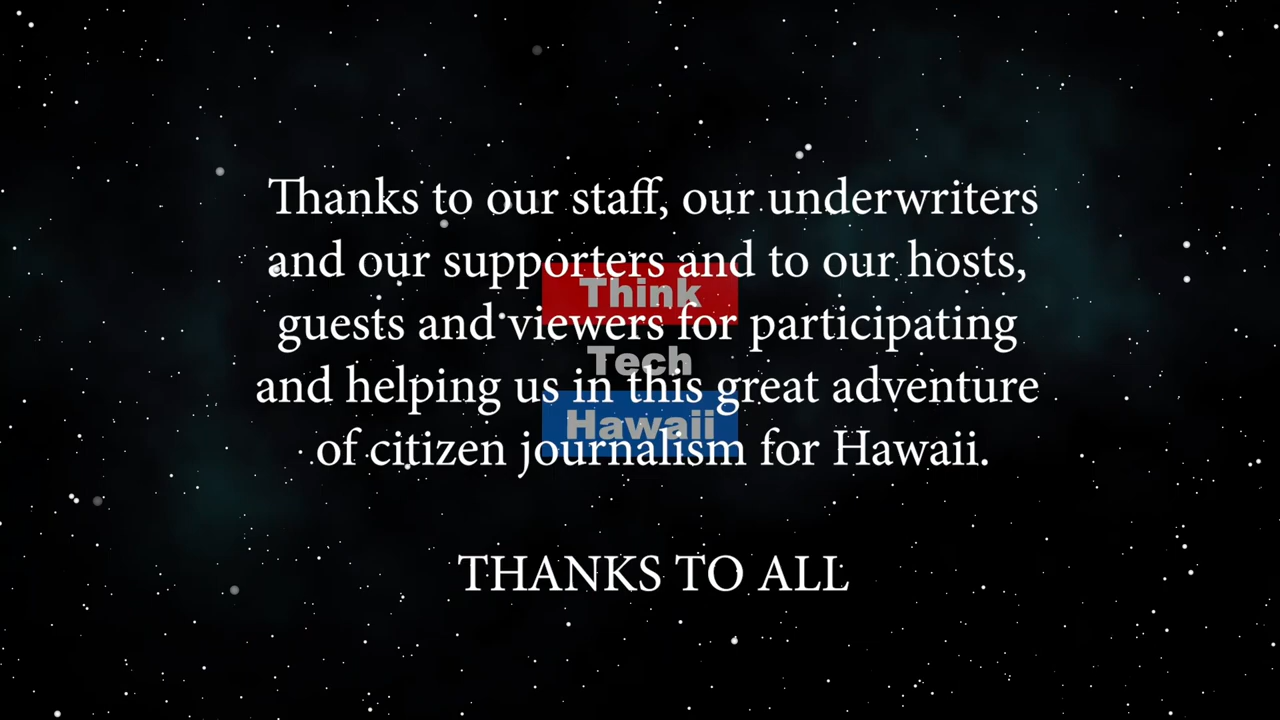 Thanks to our staff, our underwriters
and our supporters and to our hosts,
Think
guests and viewers for participating
Tech
and helping us in this great adventure
Hawaii
of citizen journalism for Hawaii.
THANKS TO ALL